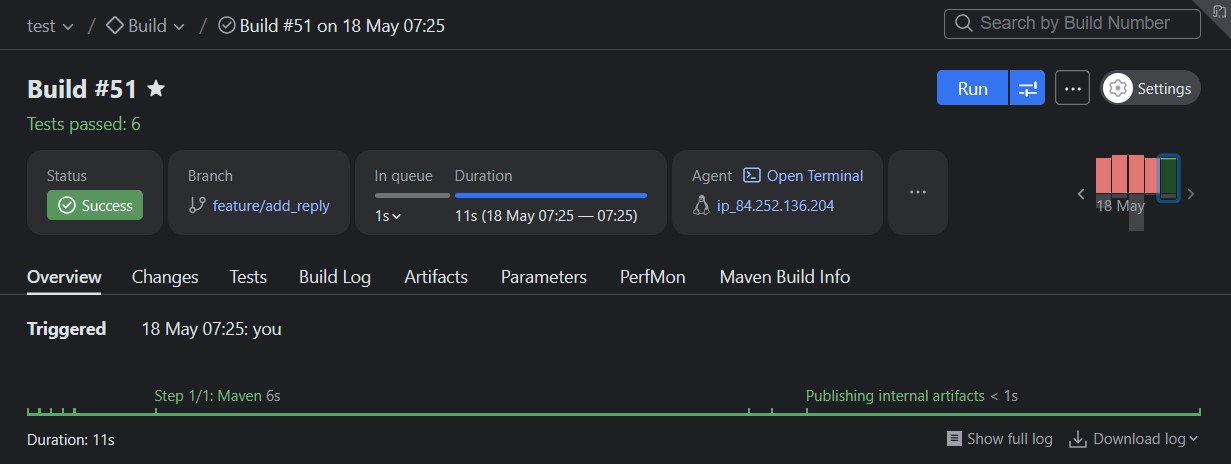 test / Build / Build #51 on 18 May 07:25
Search by Build Number
Build #51
Run
Settings
Tests passed: 6
Status
Success
Branch
feature/add_reply
In queue
1s
Duration
11s (18 May 07:25 — 07:25)
Agent
Open Terminal
ip_84.252.136.204
18 May
Overview
Changes
Tests
Build Log
Artifacts
Parameters
PerfMon
Maven Build Info
Triggered
18 May 07:25: you
Step 1/1: Maven 6s
Publishing internal artifacts < 1s
Duration: 11s
Show full log
Download log